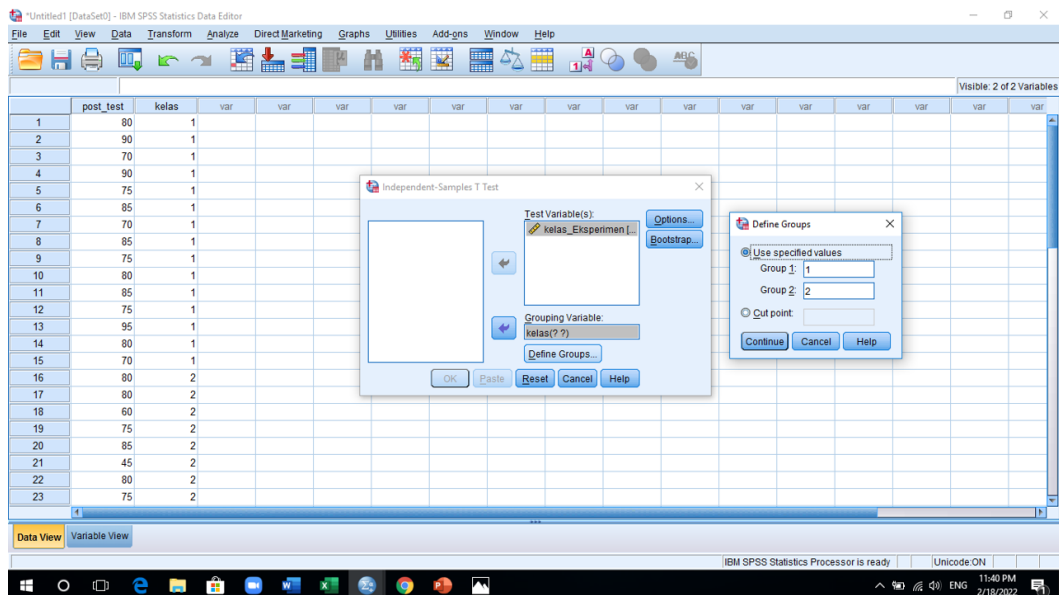 *Untitled1 [DataSet0] - IBM SPSS Statistics Data Editor
File Edit View Data Transform Analyze Direct Marketing Graphs Utilities Add-ons Window Help
Visible: 2 of 2 Variables
post_test kelas var var var var var var var var var var var var var var var
1 80 1
2 90 1
3 70 1
4 90 1
5 75 1
6 85 1
7 70 1
8 85 1
9 75 1
10 80 1
11 85 1
12 75 1
13 95 1
14 80 1
15 70 1
16 80 2
17 80 2
18 60 2
19 75 2
20 85 2
21 45 2
22 80 2
23 75 2
Independent-Samples T Test
Test Variable(s):
kelas_Eksperimen [...
Options...
Bootstrap...
Grouping Variable:
kelas(? ?)
Define Groups...
OK Paste Reset Cancel Help
Define Groups
Use specified values
Group 1: 1
Group 2: 2
Cut point:
Continue Cancel Help
Data View Variable View
IBM SPSS Statistics Processor is ready Unicode:ON
ENG 11:40 PM
2/18/2022